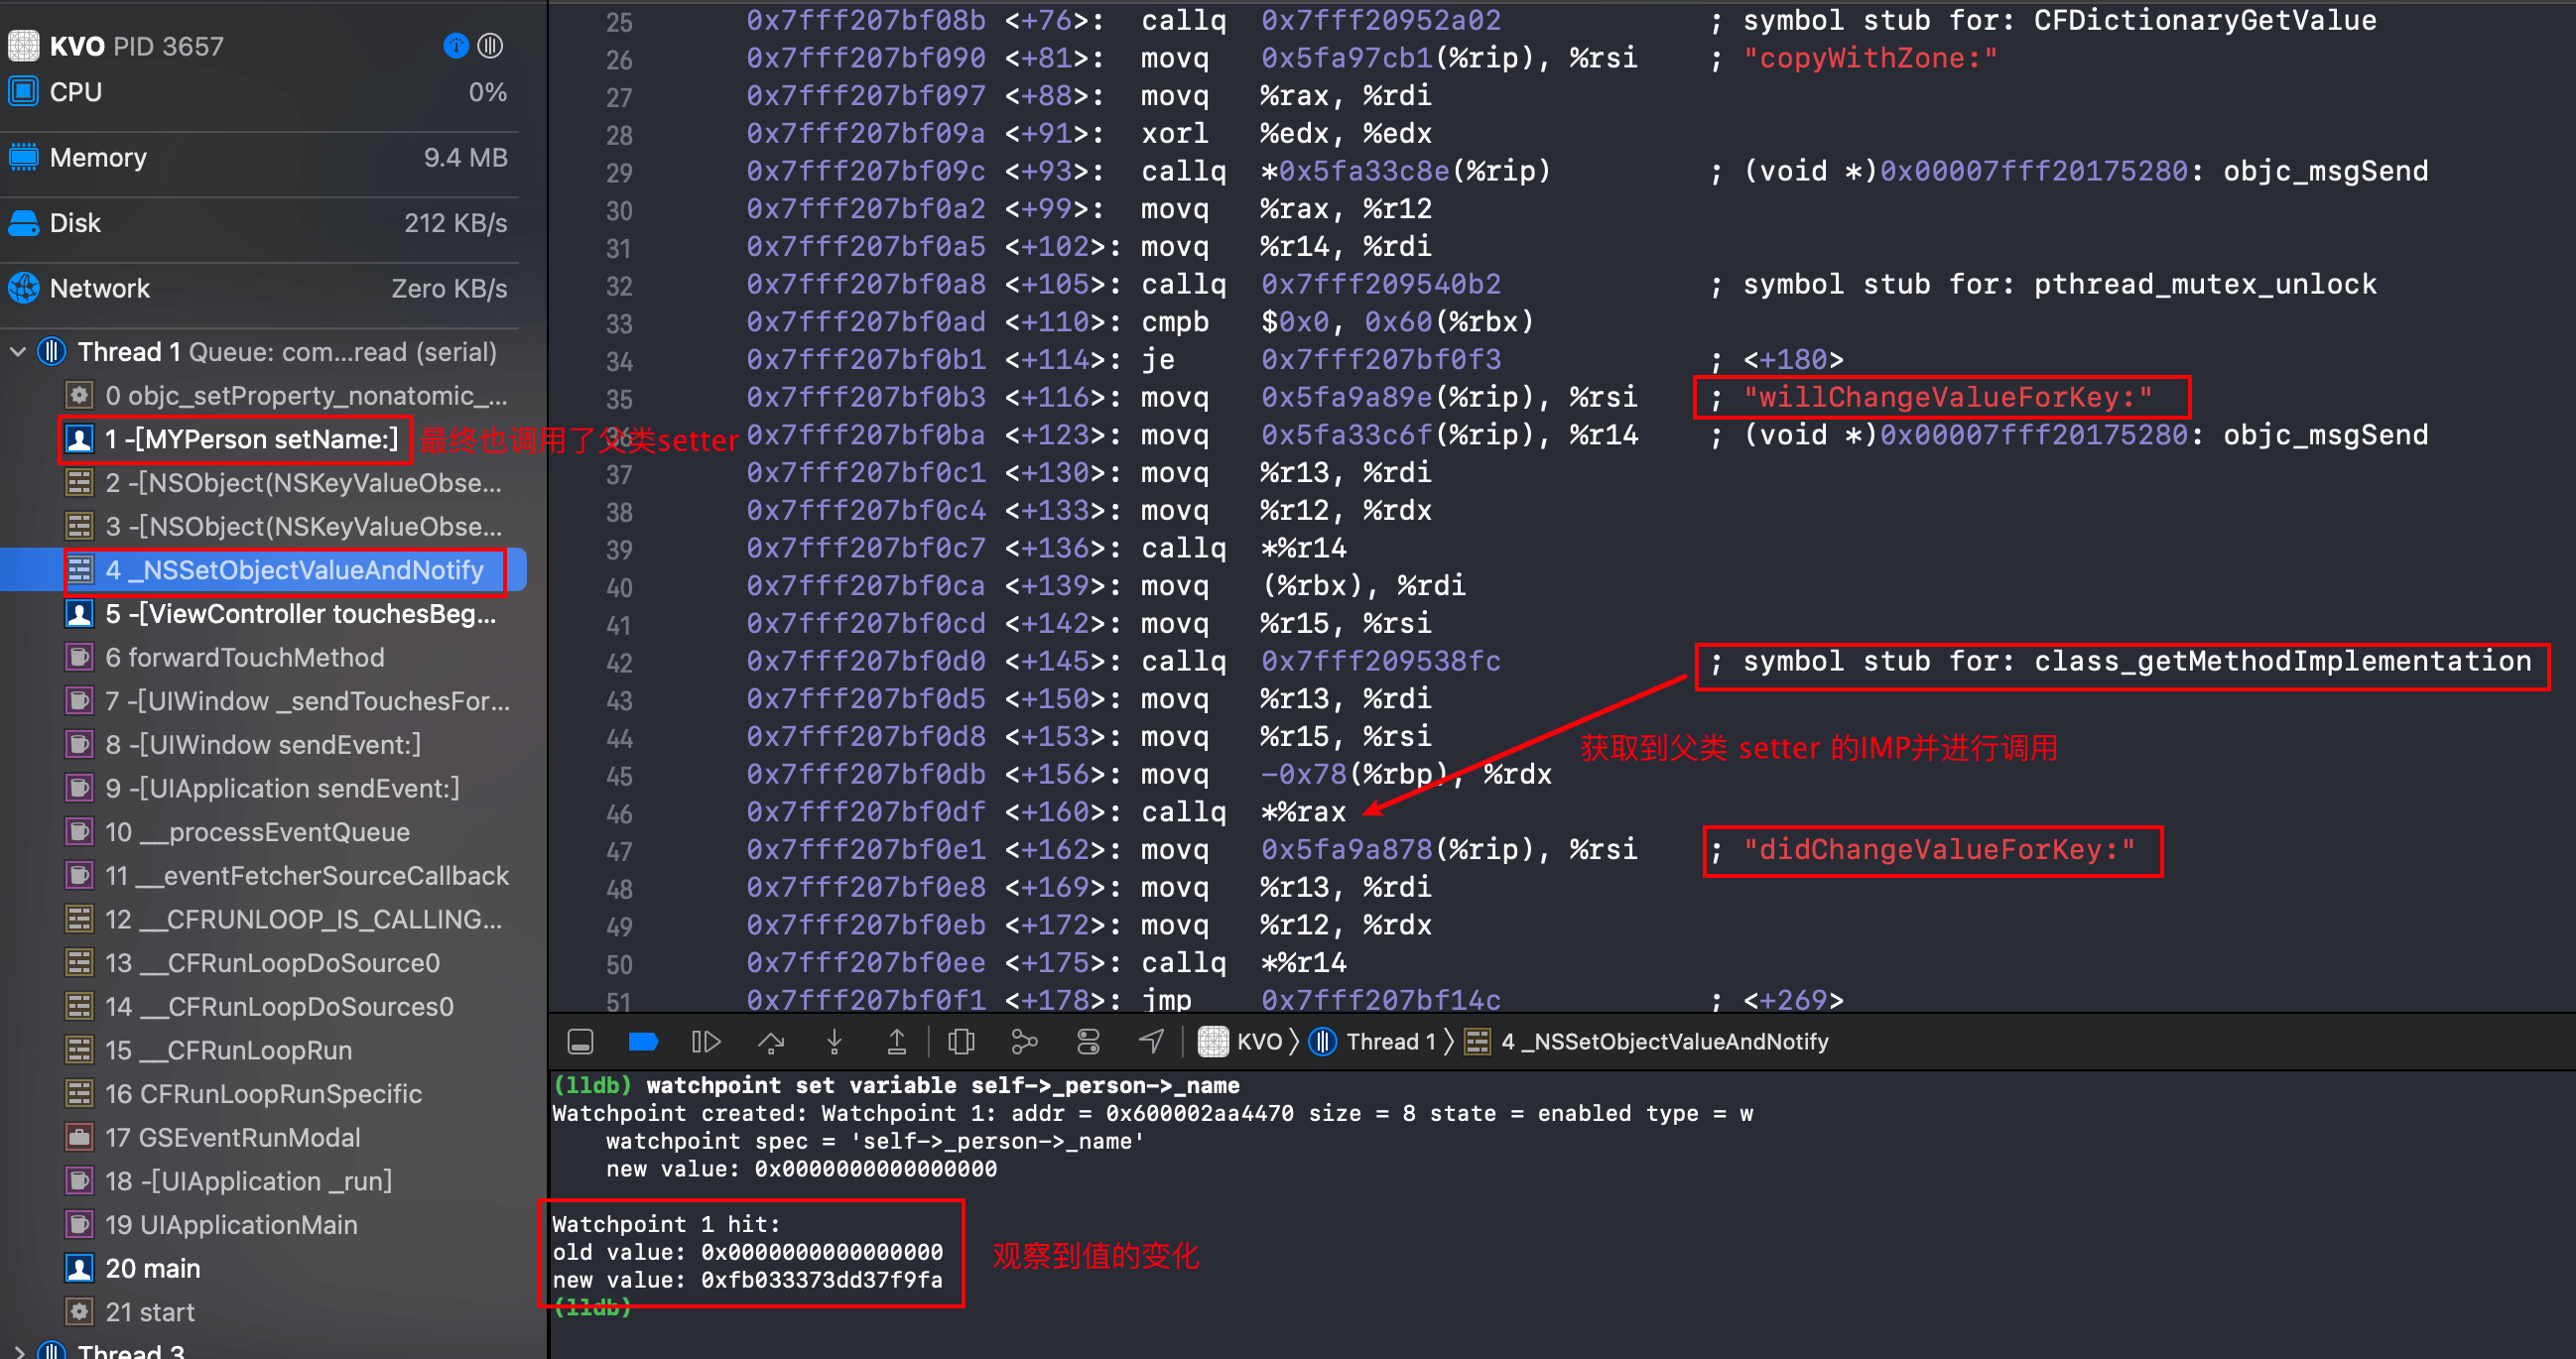 KVO PID 3657
CPU 0%
Memory 9.4 MB
Disk 212 KB/s
Network Zero KB/s
Thread 1 Queue: com...read (serial)
0 objc_setProperty_nonatomic_...
1 -[MYPerson setName:] 最终也调用了父类setter
2 -[NSObject(NSKeyValueObse...
3 -[NSObject(NSKeyValueObse...
4 _NSSetObjectValueAndNotify
5 -[ViewController touchesBeg...
6 forwardTouchMethod
7 -[UIWindow _sendTouchesFor...
8 -[UIWindow sendEvent:]
9 -[UIApplication sendEvent:]
10 __processEventQueue
11 __eventFetcherSourceCallback
12 __CFRUNLOOP_IS_CALLING...
13 __CFRunLoopDoSource0
14 __CFRunLoopDoSources0
15 __CFRunLoopRun
16 CFRunLoopRunSpecific
17 GSEventRunModal
18 -[UIApplication _run]
19 UIApplicationMain
20 main
21 start
Thread 3
25 0x7fff207bf08b <+76>: callq 0x7fff20952a02 ; symbol stub for: CFDictionaryGetValue
26 0x7fff207bf090 <+81>: movq 0x5fa97cb1(%rip), %rsi ; "copyWithZone:"
27 0x7fff207bf097 <+88>: movq %rax, %rdi
28 0x7fff207bf09a <+91>: xorl %edx, %edx
29 0x7fff207bf09c <+93>: callq *0x5fa33c8e(%rip) ; (void *)0x00007fff20175280: objc_msgSend
30 0x7fff207bf0a2 <+99>: movq %rax, %r12
31 0x7fff207bf0a5 <+102>: movq %r14, %rdi
32 0x7fff207bf0a8 <+105>: callq 0x7fff209540b2 ; symbol stub for: pthread_mutex_unlock
33 0x7fff207bf0ad <+110>: cmpb $0x0, 0x60(%rbx)
34 0x7fff207bf0b1 <+114>: je 0x7fff207bf0f3 ; <+180>
35 0x7fff207bf0b3 <+116>: movq 0x5fa9a89e(%rip), %rsi ; "willChangeValueForKey:"
36 0x7fff207bf0ba <+123>: movq 0x5fa33c6f(%rip), %r14 ; (void *)0x00007fff20175280: objc_msgSend
37 0x7fff207bf0c1 <+130>: movq %r13, %rdi
38 0x7fff207bf0c4 <+133>: movq %r12, %rdx
39 0x7fff207bf0c7 <+136>: callq *%r14
40 0x7fff207bf0ca <+139>: movq (%rbx), %rdi
41 0x7fff207bf0cd <+142>: movq %r15, %rsi
42 0x7fff207bf0d0 <+145>: callq 0x7fff209538fc ; symbol stub for: class_getMethodImplementation
43 0x7fff207bf0d5 <+150>: movq %r13, %rdi
44 0x7fff207bf0d8 <+153>: movq %r15, %rsi
获取到父类 setter 的IMP并进行调用
45 0x7fff207bf0db <+156>: movq -0x78(%rbp), %rdx
46 0x7fff207bf0df <+160>: callq *%rax
47 0x7fff207bf0e1 <+162>: movq 0x5fa9a878(%rip), %rsi ; "didChangeValueForKey:"
48 0x7fff207bf0e8 <+169>: movq %r13, %rdi
49 0x7fff207bf0eb <+172>: movq %r12, %rdx
50 0x7fff207bf0ee <+175>: callq *%r14
51 0x7fff207bf0f1 <+178>: jmp 0x7fff207bf14c ; <+269>
KVO Thread 1 4 _NSSetObjectValueAndNotify
(lldb) watchpoint set variable self->_person->_name
Watchpoint created: Watchpoint 1: addr = 0x600002aa4470 size = 8 state = enabled type = w
watchpoint spec = 'self->_person->_name'
new value: 0x0000000000000000
Watchpoint 1 hit:
old value: 0x0000000000000000
new value: 0xfb033373dd37f9fa
观察到值的变化
(lldb)